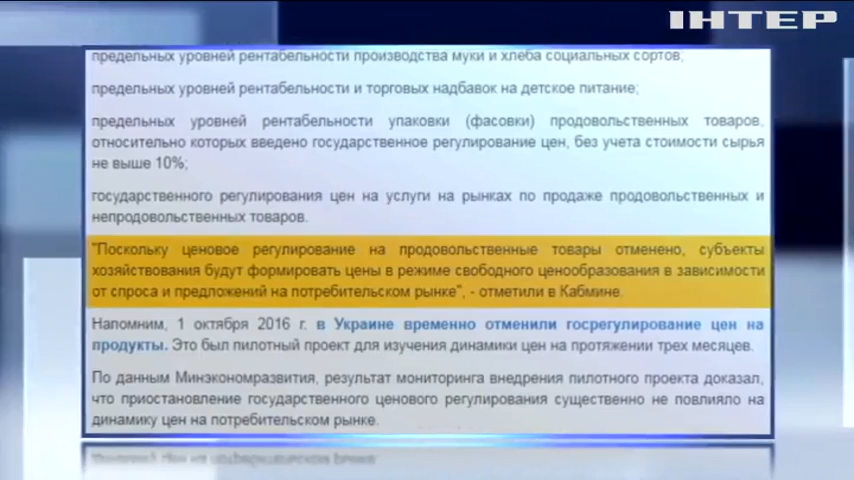 ІНТЕР
предельных уровней рентабельности производства муки и хлеба социальных сортов;
предельных уровней рентабельности и торговых надбавок на детское питание;
предельных уровней рентабельности упаковки (фасовки) продовольственных товаров,
относительно которых введено государственное регулирование цен, без учета стоимости сырья
не выше 10%;
государственного регулирования цен на услуги на рынках по продаже продовольственных и
непродовольственных товаров.
"Поскольку ценовое регулирование на продовольственные товары отменено, субъекты
хозяйствования будут формировать цены в режиме свободного ценообразования в зависимости
от спроса и предложений на потребительском рынке", - отметили в Кабмине.
Напомним, 1 октября 2016 г. в Украине временно отменили госрегулирование цен на
продукты. Это был пилотный проект для изучения динамики цен на протяжении трех месяцев.
По данным Минэкономразвития, результат мониторинга внедрения пилотного проекта доказал,
что приостановление государственного ценового регулирования существенно не повлияло на
динамику цен на потребительском рынке.